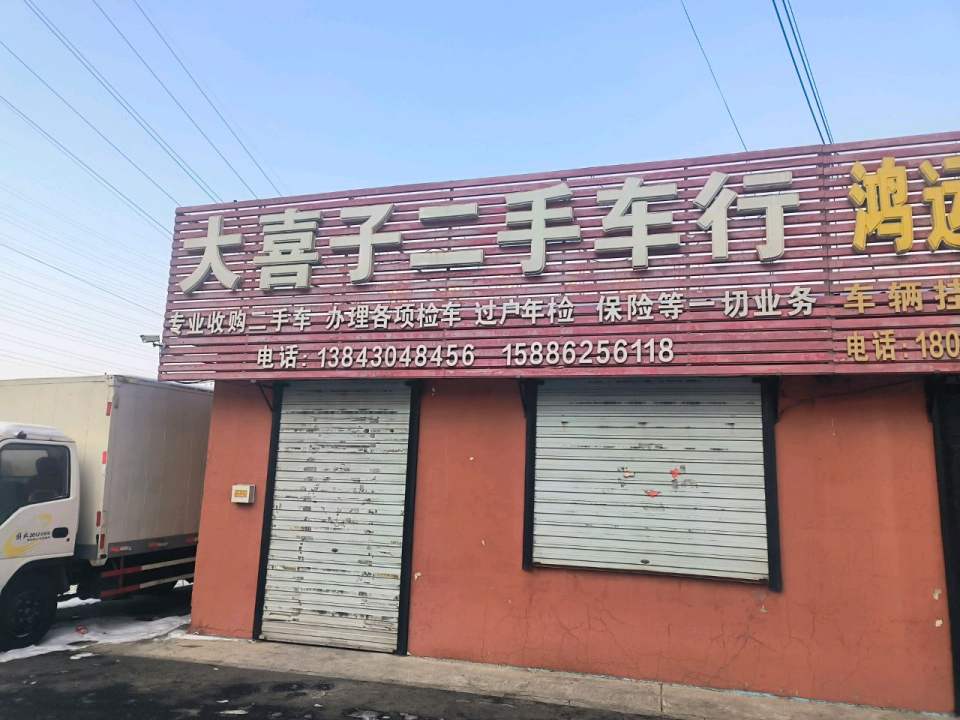 大喜子二手车行
专业收购二手车 办理各项检车 过户年检 保险等一切业务
电话：13843048456 15886256118
鸿远
车辆挂
电话:180